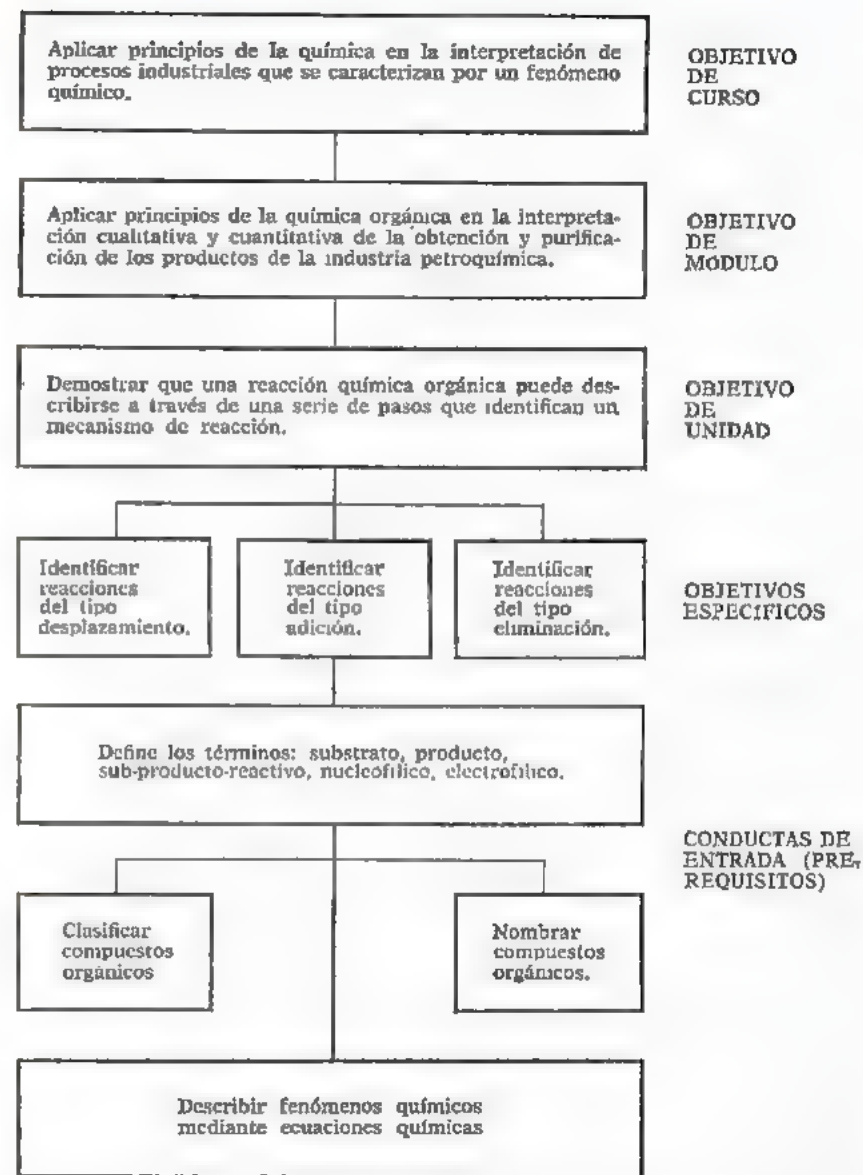 Aplicar principios de la química en la interpretación de
procesos industriales que se caracterizan por un fenómeno
químico.
OBJETIVO
DE
CURSO
Aplicar principios de la química orgánica en la interpreta-
ción cualitativa y cuantitativa de la obtención y purifica-
ción de los productos de la industria petroquímica.
OBJETIVO
DE
MODULO
Demostrar que una reacción química orgánica puede des-
cribirse a través de una serie de pasos que identifican un
mecanismo de reacción.
OBJETIVO
DE
UNIDAD
Identificar
reacciones
del tipo
desplazamiento.
Identificar
reacciones
del tipo
adición.
Identificar
reacciones
del tipo
eliminación.
OBJETIVOS
ESPECIFICOS
Define los términos: substrato, producto,
sub-producto-reactivo, nucleofílico, electrofílico.
CONDUCTAS DE
ENTRADA (PRE-
REQUISITOS)
Clasificar
compuestos
orgánicos
Nombrar
compuestos
orgánicos.
Describir fenómenos químicos
mediante ecuaciones químicas